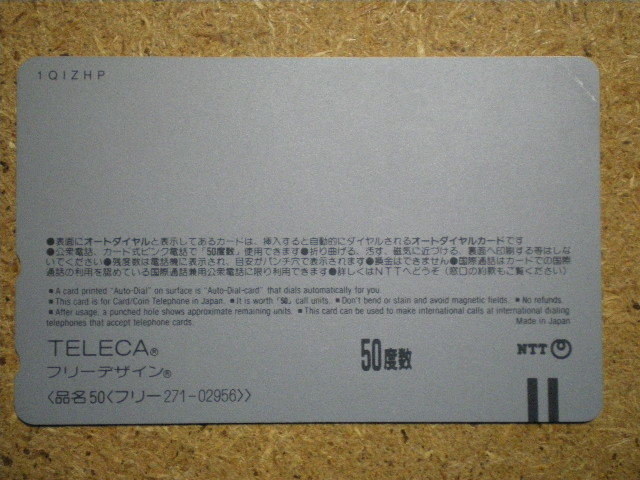 1QIZHP
●表面にオートダイヤルと表示してあるカードは、挿入すると自動的にダイヤルされるオートダイヤルカードです
●公衆電話、カード式ピンク電話で「50度数」使用できます●折り曲げる、汚す、磁気に近づける、裏面へ印刷する等はしな
いでください●残度数は電話機に表示され、目安がパンチ穴で表示されます●換金はできません●国際通話はカードでの国際
通話の利用を認めている国際通話兼用公衆電話に限り利用できます●詳しくはNTTへどうぞ（窓口の約款もご覧ください）
■ A card printed "Auto-Dial" on surface is "Auto-Dial-card" that dials automatically for you.
■ This card is for Card/Coin Telephone in Japan. ■ It is worth「50」call units. ■ Don't bend or stain and avoid magnetic fields. ■ No refunds.
■ After usage, a punched hole shows approximate remaining units. ■ This card can be used to make international calls at international dialing
telephones that accept telephone cards.
Made in Japan
TELECA®
50度数
NTT
フリーデザイン®
〈品名50〈フリー271-02956〉〉